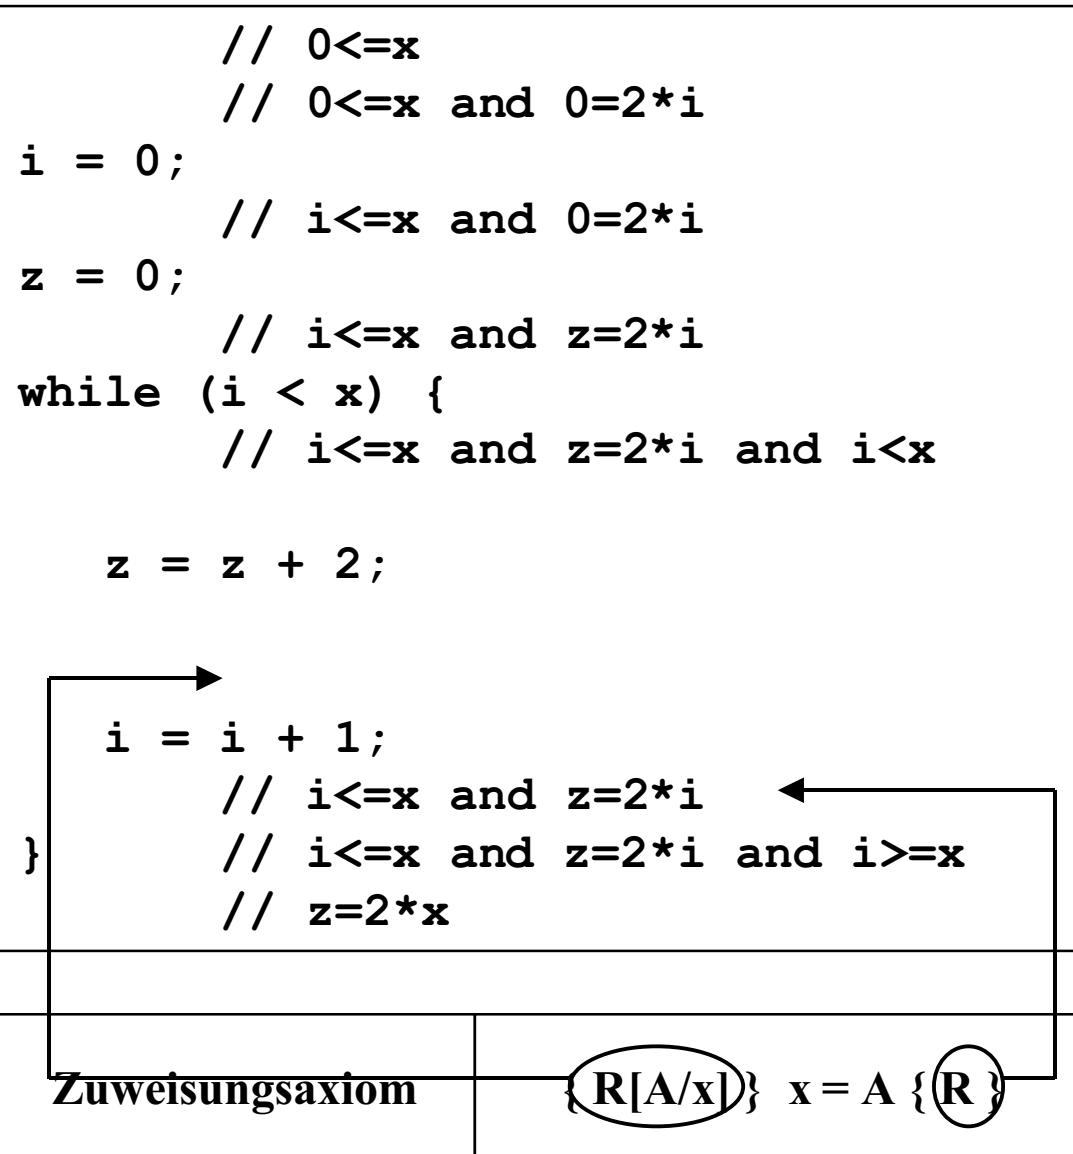 // 0<=x
// 0<=x and 0=2*i
i = 0;
// i<=x and 0=2*i
z = 0;
// i<=x and z=2*i
while (i < x) {
// i<=x and z=2*i and i<x
z = z + 2;
i = i + 1;
// i<=x and z=2*i
} // i<=x and z=2*i and i>=x
// z=2*x
Zuweisungsaxiom { R[A/x] } x = A { R }